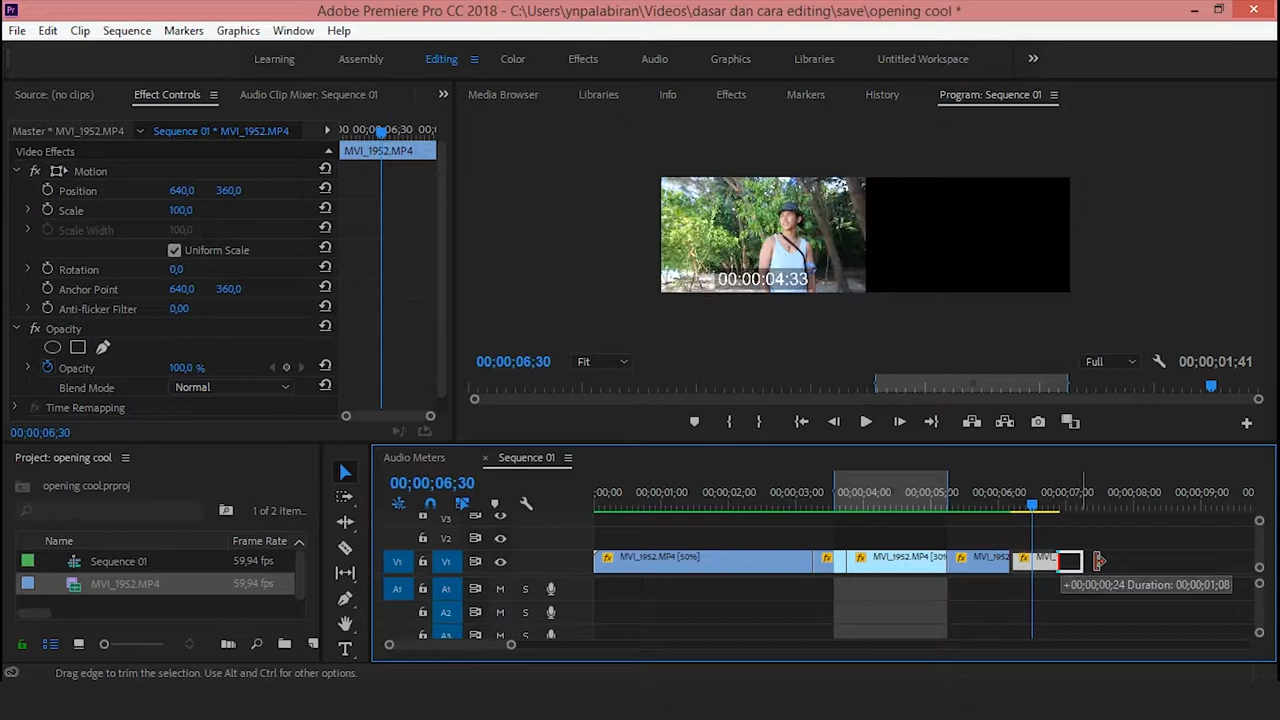 Pr Adobe Premiere Pro CC 2018 - C:\Users\ynpalabiran\Videos\dasar dan cara editing\save\opening cool *
File Edit Clip Sequence Markers Graphics Window Help
Learning Assembly Editing Color Effects Audio Graphics Libraries Untitled Workspace
Source: (no clips) Effect Controls Audio Clip Mixer: Sequence 01
Media Browser Libraries Info Effects Markers History Program: Sequence 01
Master * MVI_1952.MP4 Sequence 01 * MVI_1952.MP4
Video Effects
MVI_1952.MP4
fx Motion
Position 640,0 360,0
Scale 100,0
Scale Width 100,0
Uniform Scale
Rotation 0,0
Anchor Point 640,0 360,0
Anti-flicker Filter 0,00
fx Opacity
Opacity 100,0 %
Blend Mode Normal
Time Remapping
00;00;06;30
00:00:04:33
00;00;06;30 Fit Full 00;00;01;41
Project: opening cool
opening cool.prproj
1 of 2 item...
Name Frame Rate
Sequence 01 59,94 fps
MVI_1952.MP4 59,94 fps
Audio Meters Sequence 01
00;00;06;30
;00;00 00;00;01;00 00;00;02;00 00;00;03;00 00;00;04;00 00;00;05;00 00;00;06;00 00;00;07;00 00;00;08;00 00;00;09;00 00
V3
V2
V1 V1 fx MVI_1952.MP4 [50%] fx fx MVI_1952.MP4 [30% fx MVI_1952 fx MVI_
A1 A1 M S
A2 M S
A3 M S
+00;00;00;24 Duration: 00;00;01;08
Drag edge to trim the selection. Use Alt and Ctrl for other options.